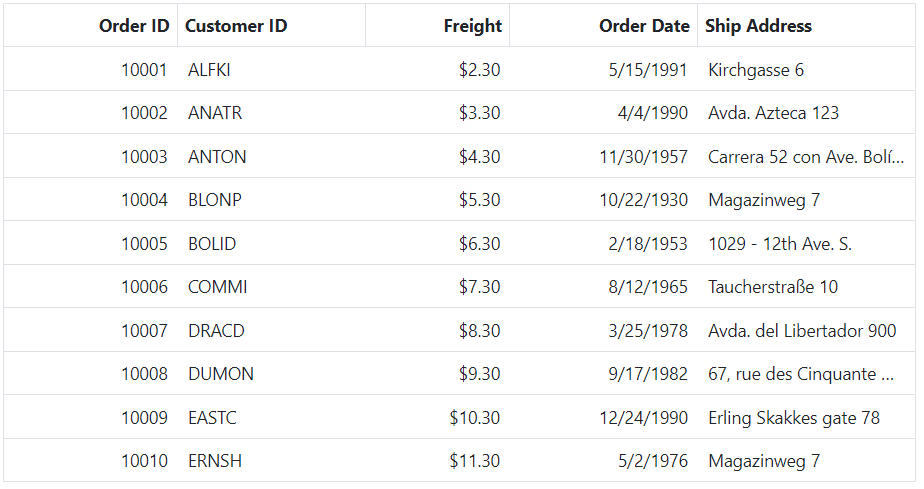 Order ID Customer ID Freight Order Date Ship Address
10001 ALFKI $2.30 5/15/1991 Kirchgasse 6
10002 ANATR $3.30 4/4/1990 Avda. Azteca 123
10003 ANTON $4.30 11/30/1957 Carrera 52 con Ave. Bolí...
10004 BLONP $5.30 10/22/1930 Magazinweg 7
10005 BOLID $6.30 2/18/1953 1029 - 12th Ave. S.
10006 COMMI $7.30 8/12/1965 Taucherstraße 10
10007 DRACD $8.30 3/25/1978 Avda. del Libertador 900
10008 DUMON $9.30 9/17/1982 67, rue des Cinquante ...
10009 EASTC $10.30 12/24/1990 Erling Skakkes gate 78
10010 ERNSH $11.30 5/2/1976 Magazinweg 7